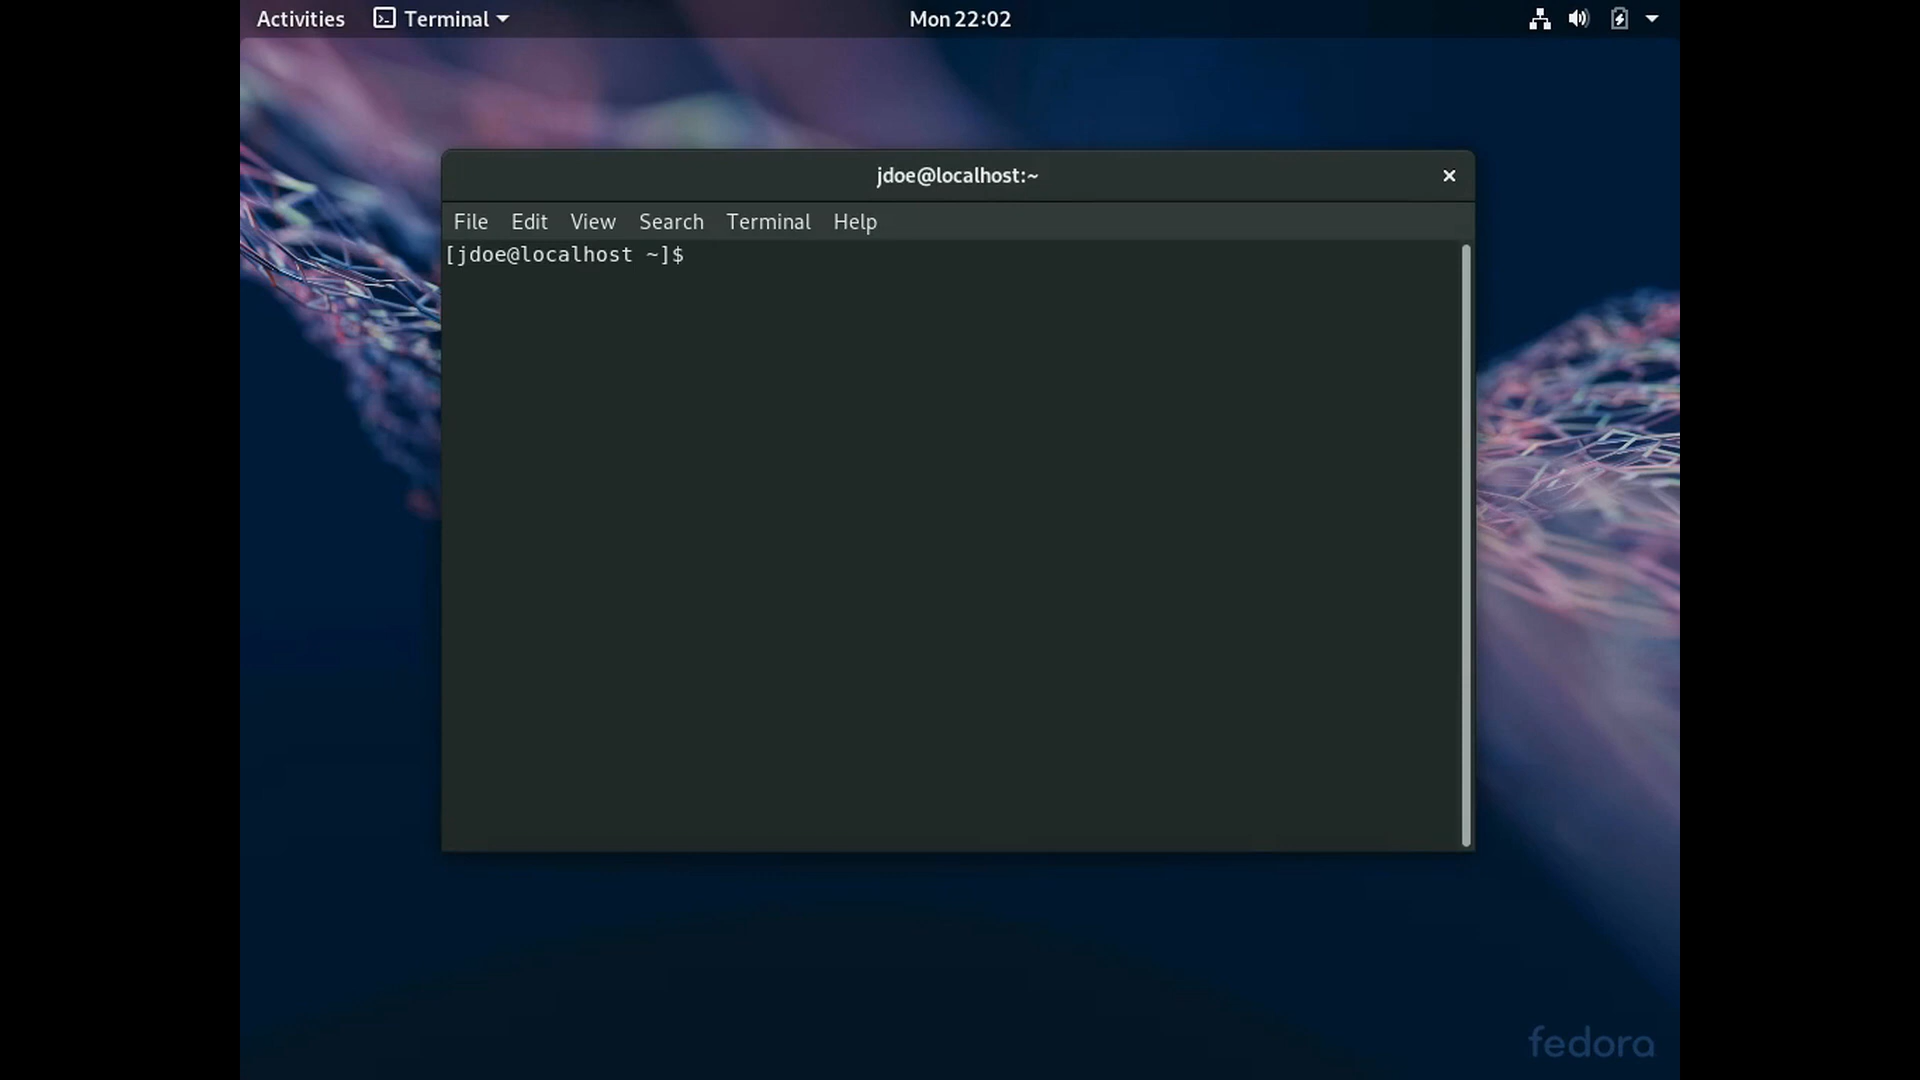 Activities Terminal Mon 22:02
jdoe@localhost:~
File Edit View Search Terminal Help
[jdoe@localhost ~]$
fedora